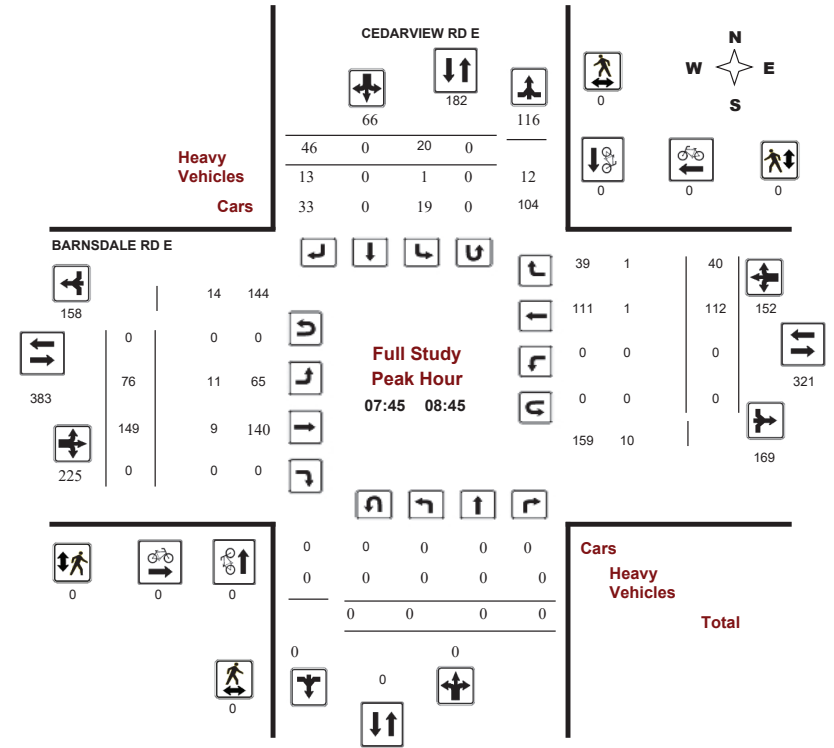 CEDARVIEW RD E
N
W E
S
182
0
66 116
46 0 20 0
Heavy
Vehicles
13 0 1 0 12
Cars
33 0 19 0 104
0 0 0
BARNSDALE RD E
158
14 144
39 1 40
152
111 1 112
0 0 0 0
383
76 11 65
Full Study
Peak Hour
07:45 08:45
0 0 0
321
0 0 0
149 9 140
225
0 0 0
159 10
169
0 0 0 0 0
Cars
0 0 0 0 0
Heavy
Vehicles
0 0 0
0 0 0 0
Total
0 0
0
0